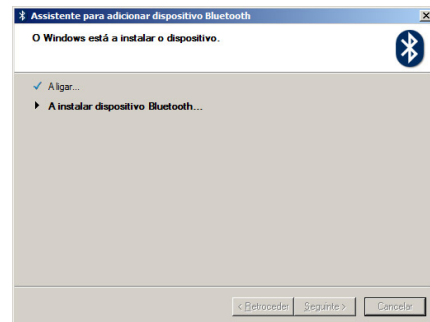 Assistente para adicionar dispositivo Bluetooth
O Windows está a instalar o dispositivo.
A ligar...
A instalar dispositivo Bluetooth...
< Retroceder Seguinte > Cancelar